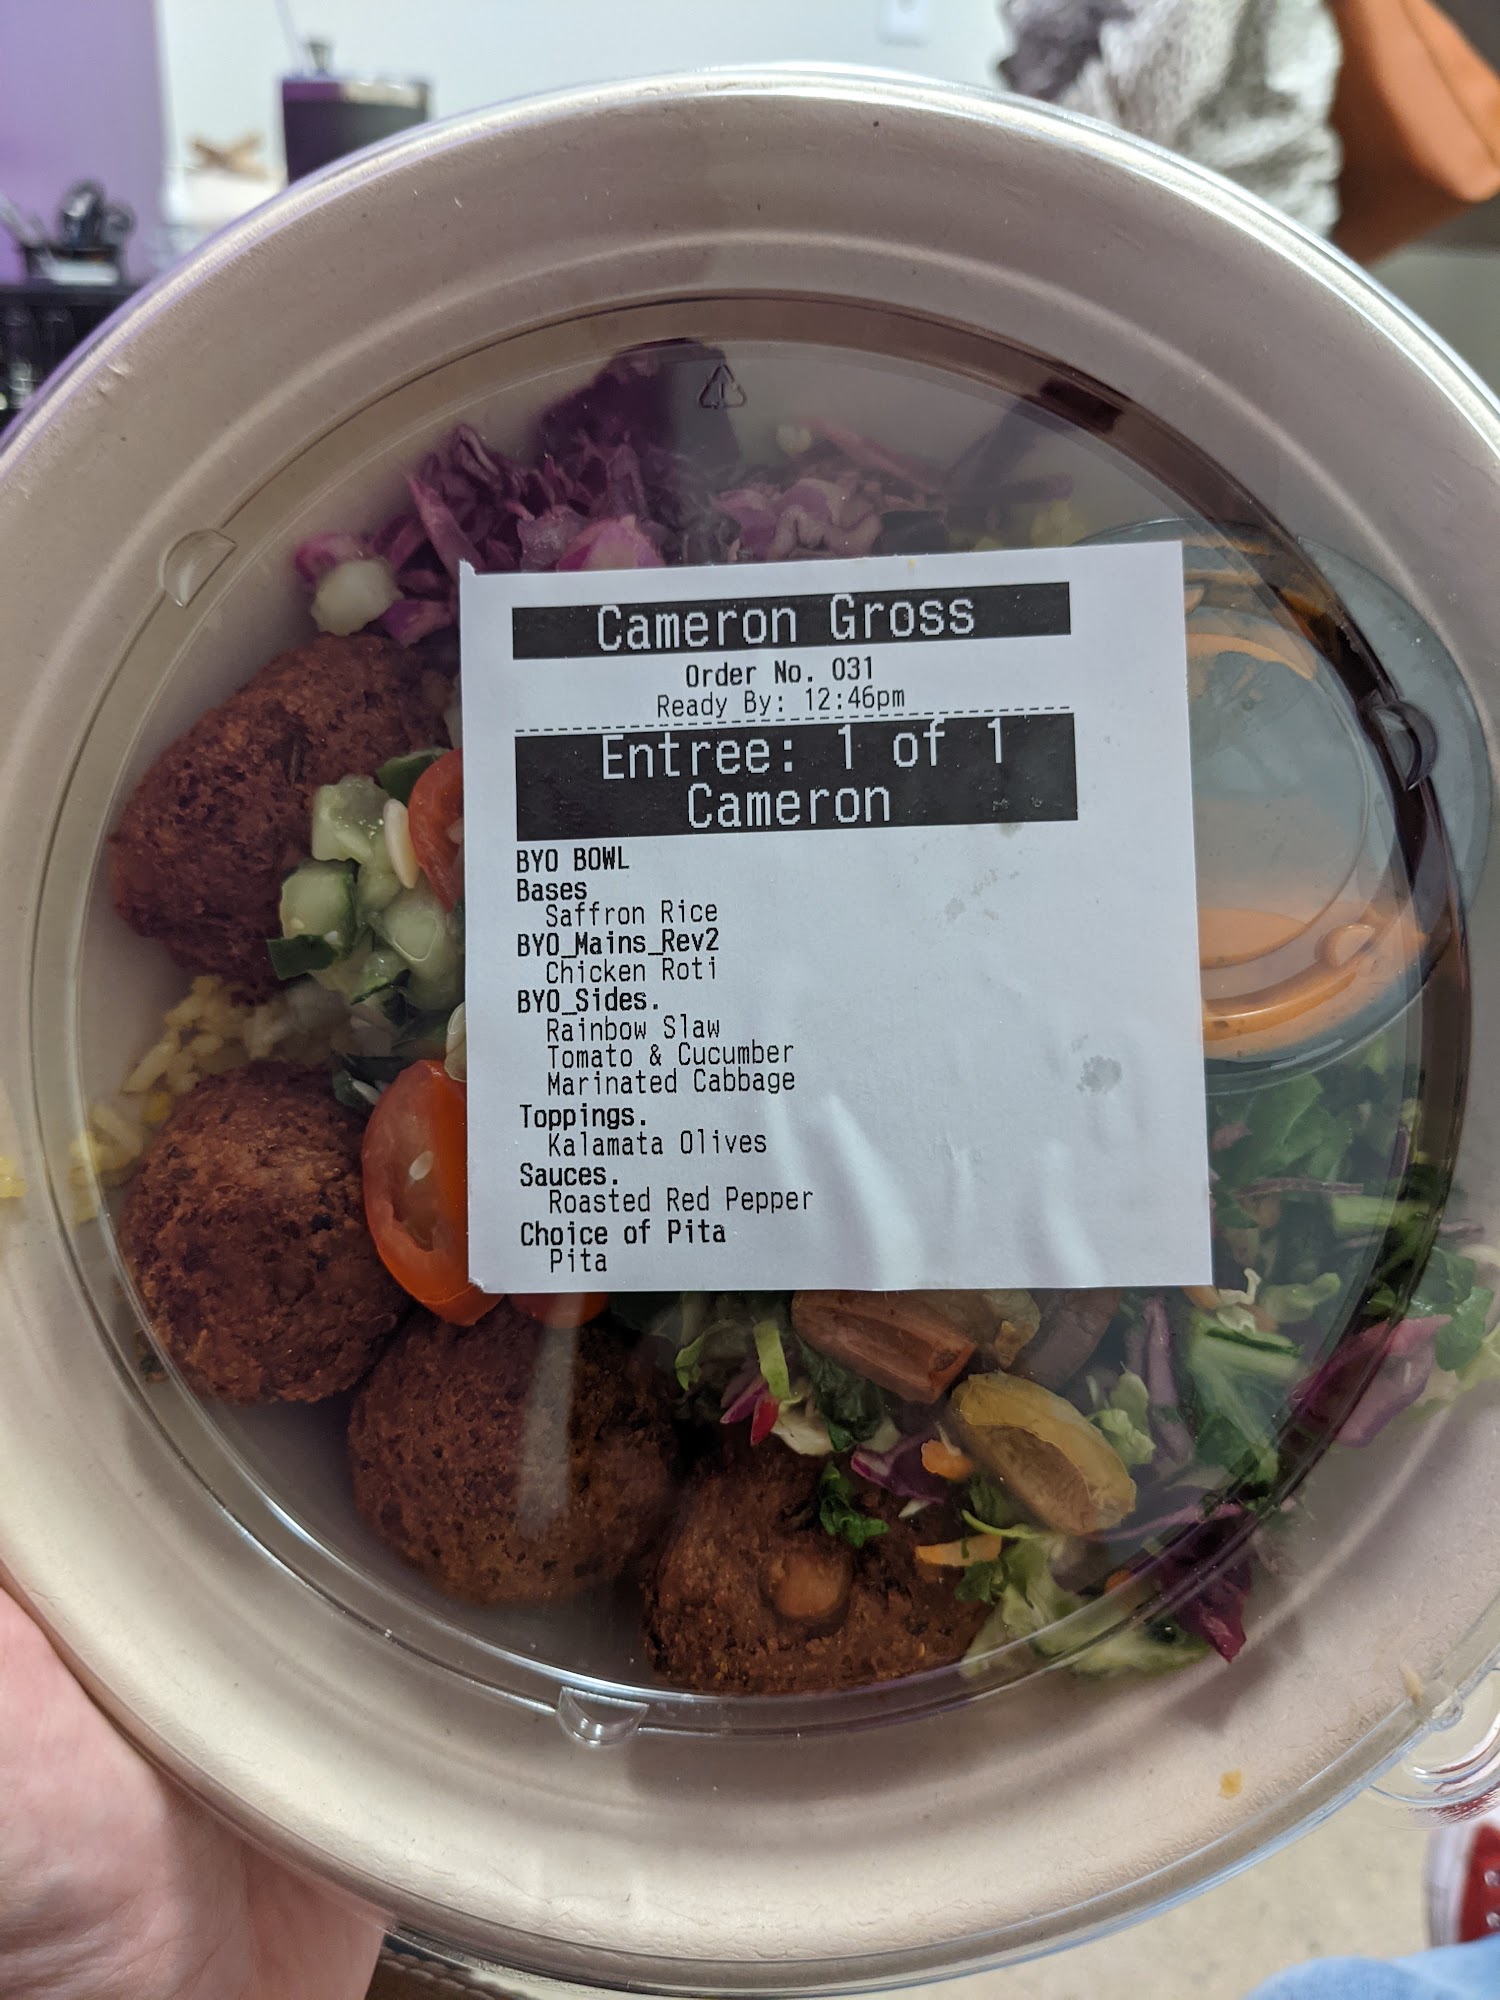 Cameron Gross
Order No. 031
Ready By: 12:46pm
Entree: 1 of 1
Cameron
BYO BOWL
Bases
Saffron Rice
BYO_Mains_Rev2
Chicken Roti
BYO_Sides.
Rainbow Slaw
Tomato & Cucumber
Marinated Cabbage
Toppings.
Kalamata Olives
Sauces.
Roasted Red Pepper
Choice of Pita
Pita